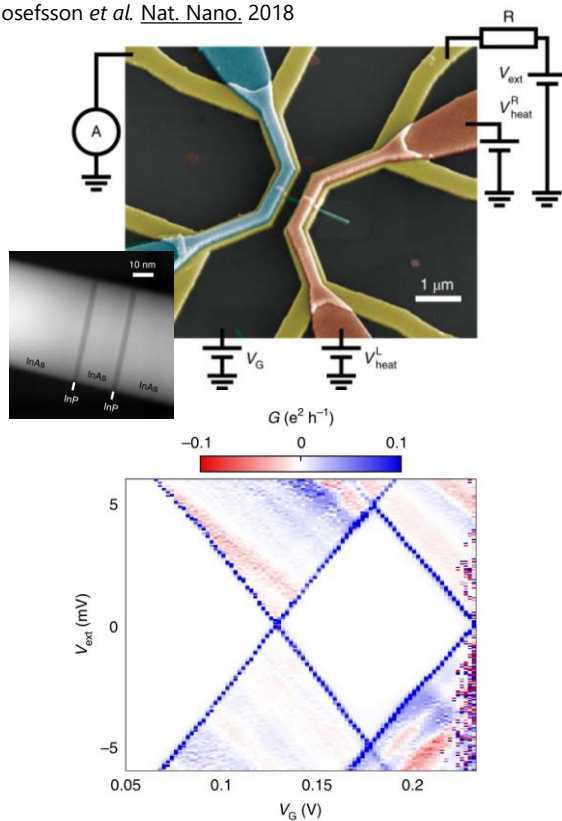 osefsson et al. Nat. Nano. 2018
R
V_ext
V^R_heat
A
1 μm
10 nm
InAs
InAs
InAs
InP
InP
V_G
V^L_heat
G (e² h⁻¹)
−0.1
0
0.1
5
0
−5
V_ext (mV)
0.05
0.1
0.15
0.2
V_G (V)